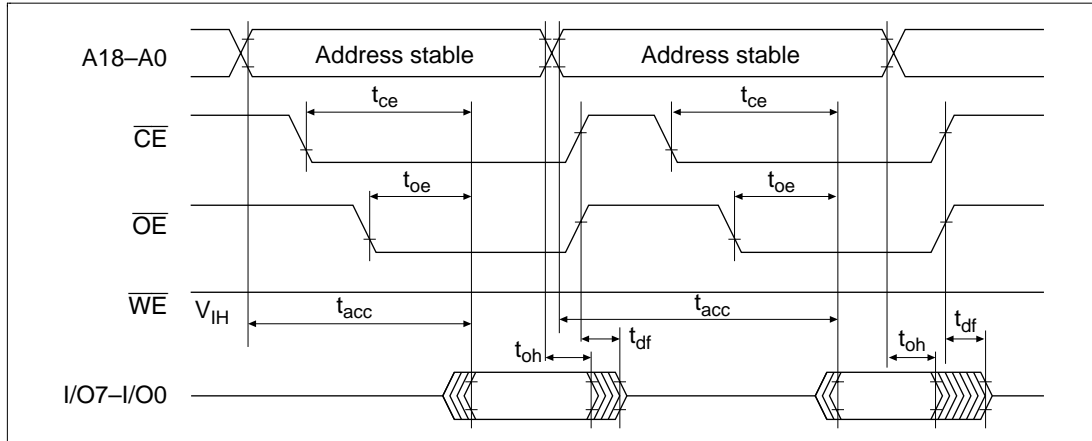 A18–A0 Address stable Address stable
tce tce
CE
toe toe
OE
WE VIH
tacc tacc
tdf tdf
toh toh
I/O7–I/O0